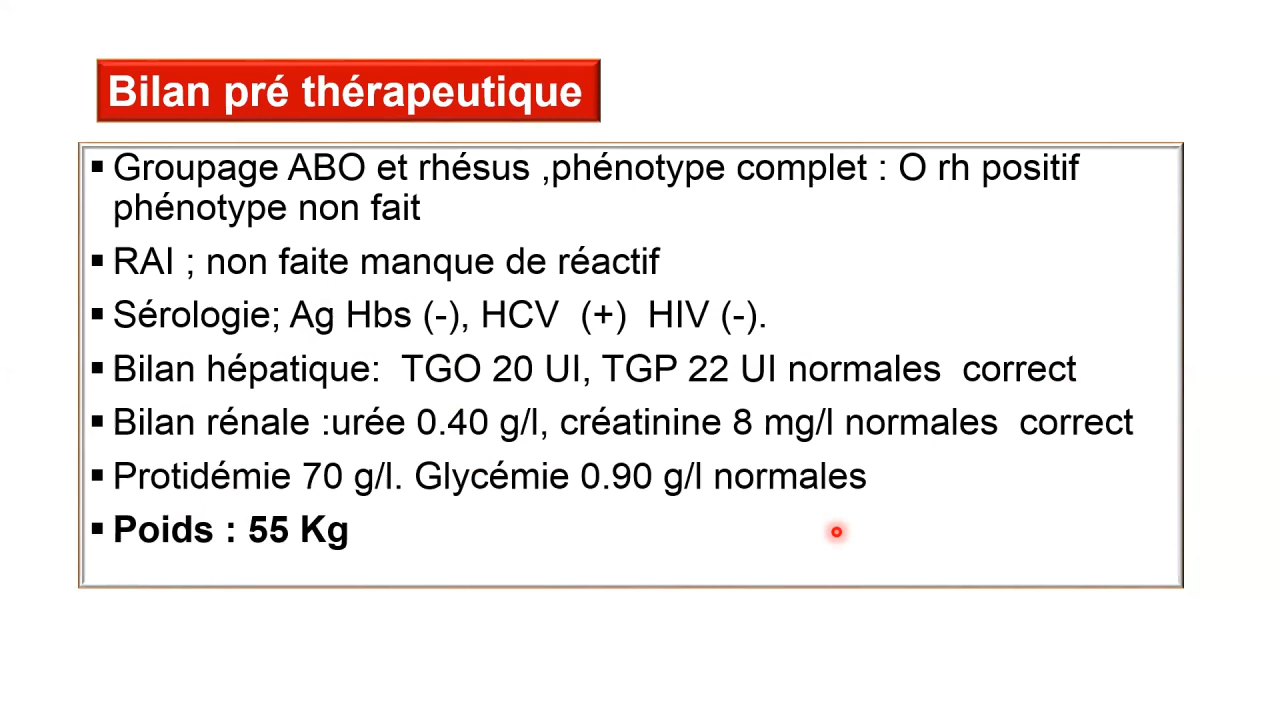 Bilan pré thérapeutique
▪ Groupage ABO et rhésus ,phénotype complet : O rh positif
phénotype non fait
▪ RAI ; non faite manque de réactif
▪ Sérologie; Ag Hbs (-), HCV  (+)  HIV (-).
▪ Bilan hépatique:  TGO 20 UI, TGP 22 UI normales  correct
▪ Bilan rénale :urée 0.40 g/l, créatinine 8 mg/l normales  correct
▪ Protidémie 70 g/l. Glycémie 0.90 g/l normales
▪ Poids : 55 Kg